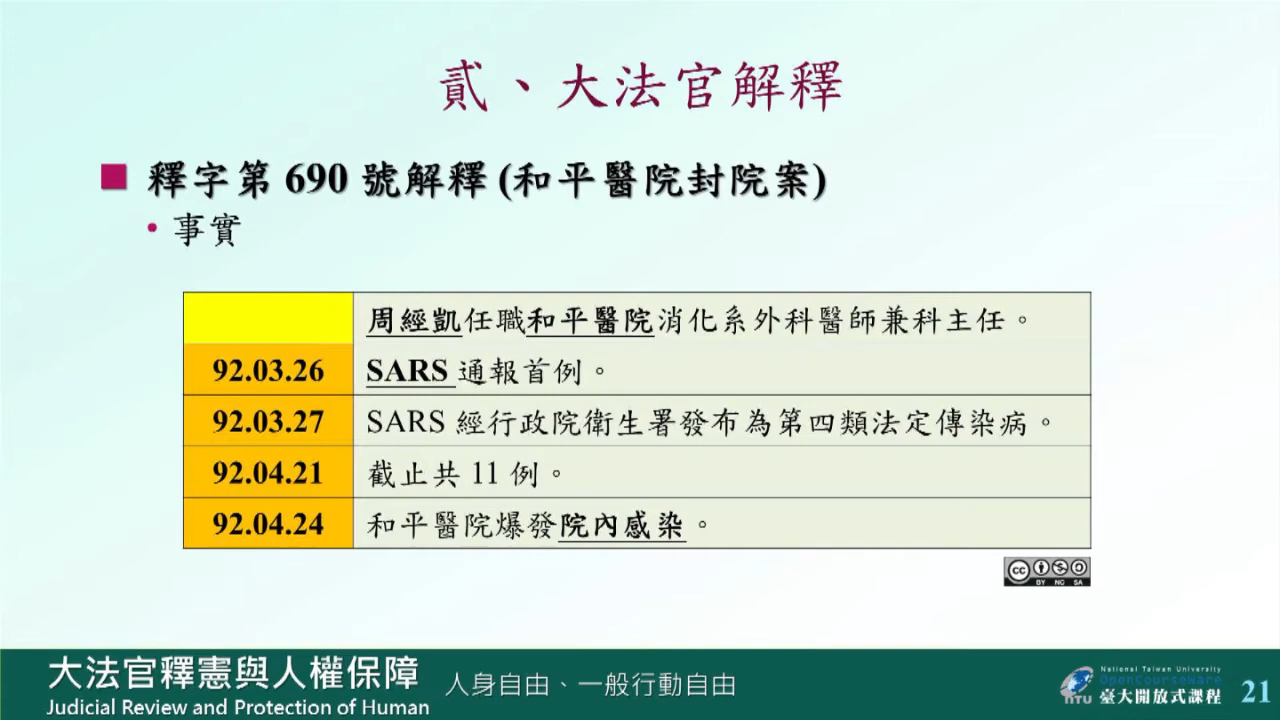 貳、大法官解釋
釋字第 690 號解釋 (和平醫院封院案)
• 事實
周經凱任職和平醫院消化系外科醫師兼科主任。
92.03.26 SARS 通報首例。
92.03.27 SARS 經行政院衛生署發布為第四類法定傳染病。
92.04.21 截止共 11 例。
92.04.24 和平醫院爆發院內感染。
cc BY NC SA
大法官釋憲與人權保障
Judicial Review and Protection of Human
人身自由、一般行動自由
National Taiwan University
OpenCourseware
NTU 臺大開放式課程
21